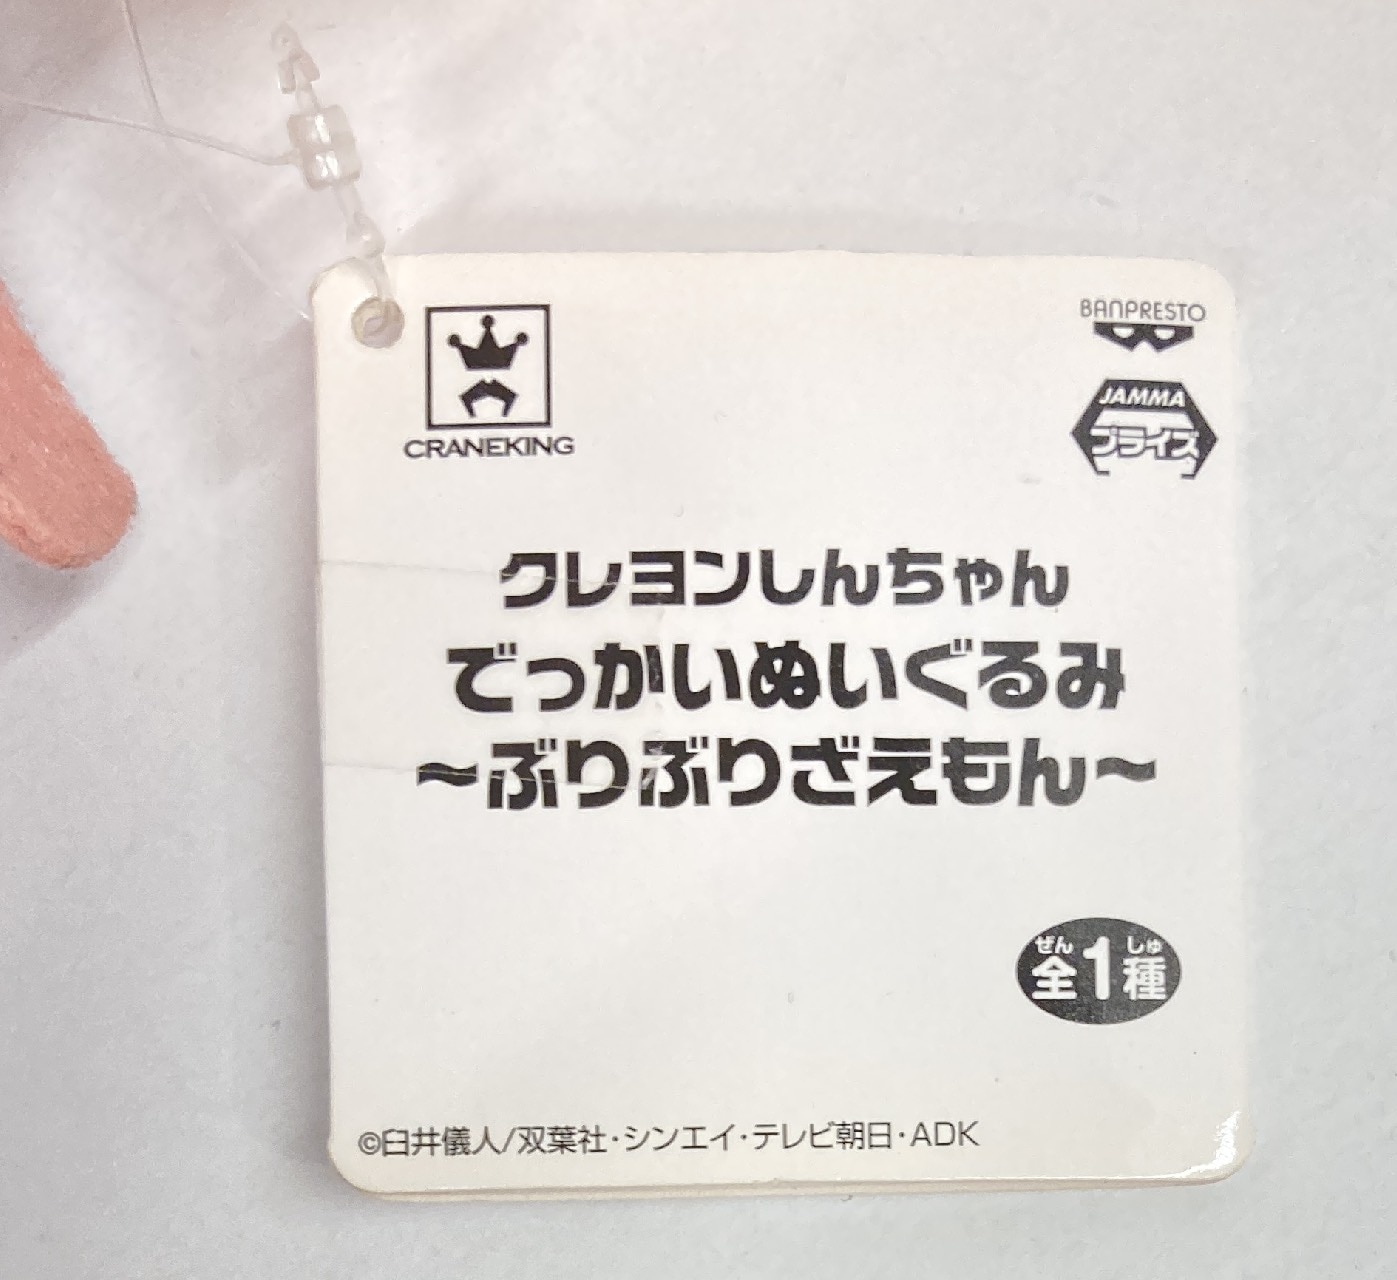 CRANEKING
BANPRESTO
JAMMA
プライズ
クレヨンしんちゃん
でっかいぬいぐるみ
～ぶりぶりざえもん～
ぜん しゅ
全1種
©臼井儀人/双葉社・シンエイ・テレビ朝日・ADK